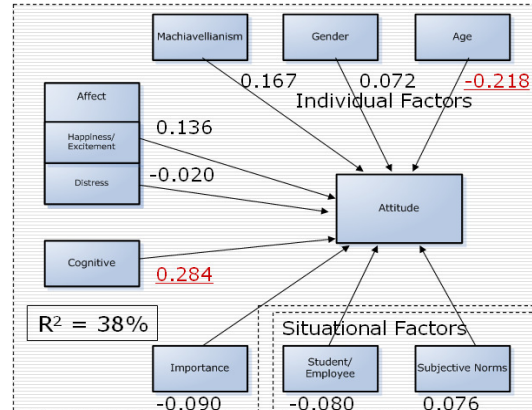 Machiavellianism
Gender
Age
0.167
0.072
-0.218
Individual Factors
Affect
Happiness/
Excitement
0.136
Distress
-0.020
Attitude
Cognitive
0.284
R² = 38%
Situational Factors
Importance
Student/
Employee
Subjective Norms
-0.090
-0.080
0.076